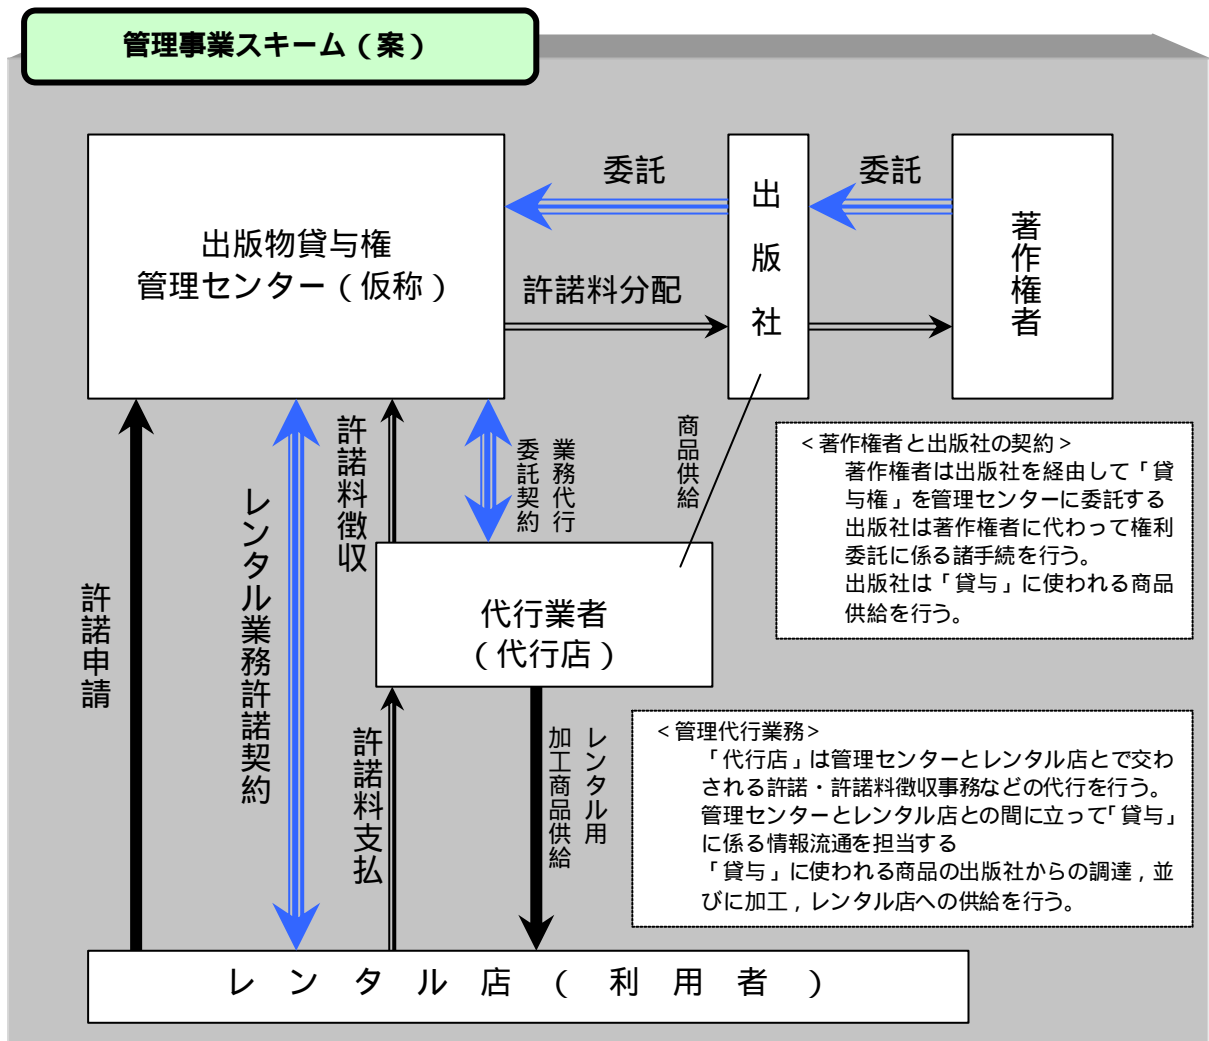 管理事業スキーム（案）
委託
委託
出版物貸与権
管理センター（仮称）
出版社
著作権者
許諾料分配
許諾申請
レンタル業務許諾契約
許諾料徴収
業務代行
委託契約
商品供給
＜著作権者と出版社の契約＞
著作権者は出版社を経由して「貸
与権」を管理センターに委託する
出版社は著作権者に代わって権利
委託に係る諸手続を行う。
出版社は「貸与」に使われる商品
供給を行う。
代行業者
（代行店）
許諾料支払
レンタル用
加工商品供給
＜管理代行業務＞
「代行店」は管理センターとレンタル店とで交わ
される許諾・許諾料徴収事務などの代行を行う。
管理センターとレンタル店との間に立って「貸与」
に係る情報流通を担当する
「貸与」に使われる商品の出版社からの調達，並
びに加工，レンタル店への供給を行う。
レンタル店（利用者）